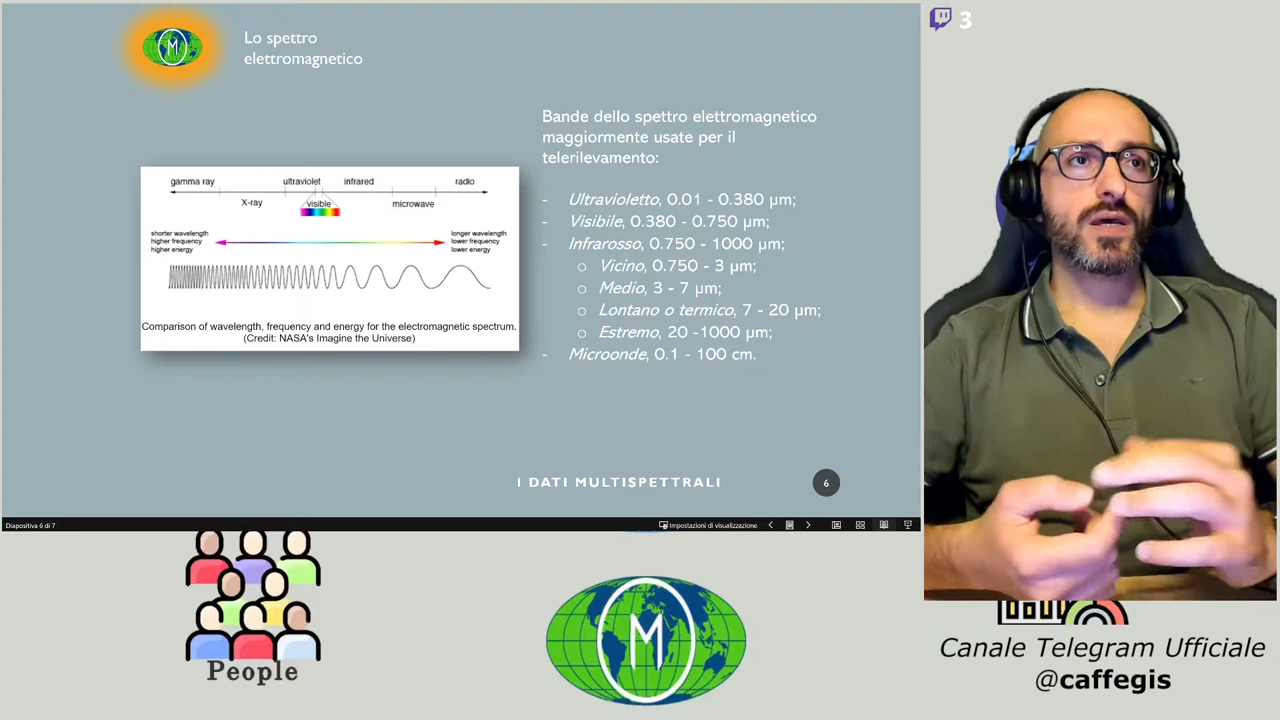 Lo spettro
elettromagnetico
M
3
Bande dello spettro elettromagnetico
maggiormente usate per il
telerilevamento:
- Ultravioletto, 0.01 - 0.380 µm;
- Visibile, 0.380 - 0.750 µm;
- Infrarosso, 0.750 - 1000 µm;
o Vicino, 0.750 - 3 µm;
o Medio, 3 - 7 µm;
o Lontano o termico, 7 - 20 µm;
o Estremo, 20 -1000 µm;
- Microonde, 0.1 - 100 cm.
gamma ray ultraviolet infrared radio
X-ray visible microwave
shorter wavelength
higher frequency
higher energy
longer wavelength
lower frequency
lower energy
Comparison of wavelength, frequency and energy for the electromagnetic spectrum.
(Credit: NASA's Imagine the Universe)
I DATI MULTISPETTRALI
6
Diapositiva 6 di 7
Impostazioni di visualizzazione
People
M
Canale Telegram Ufficiale
@caffegis